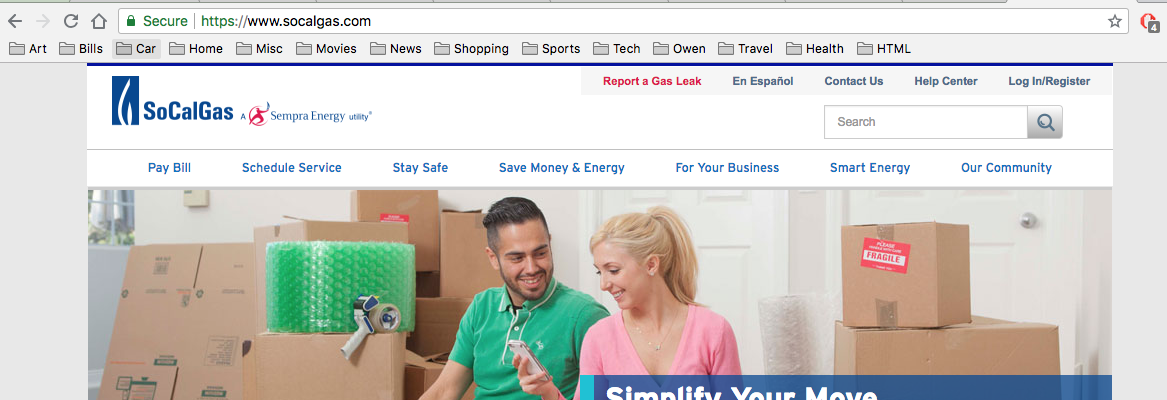 Secure | https://www.socalgas.com
4
Art Bills Car Home Misc Movies News Shopping Sports Tech Owen Travel Health HTML
Report a Gas Leak En Español Contact Us Help Center Log In/Register
SoCalGas A Sempra Energy utility®
Search
Pay Bill Schedule Service Stay Safe Save Money & Energy For Your Business Smart Energy Our Community
PLEASE
FRAGILE
Simplify Your Move